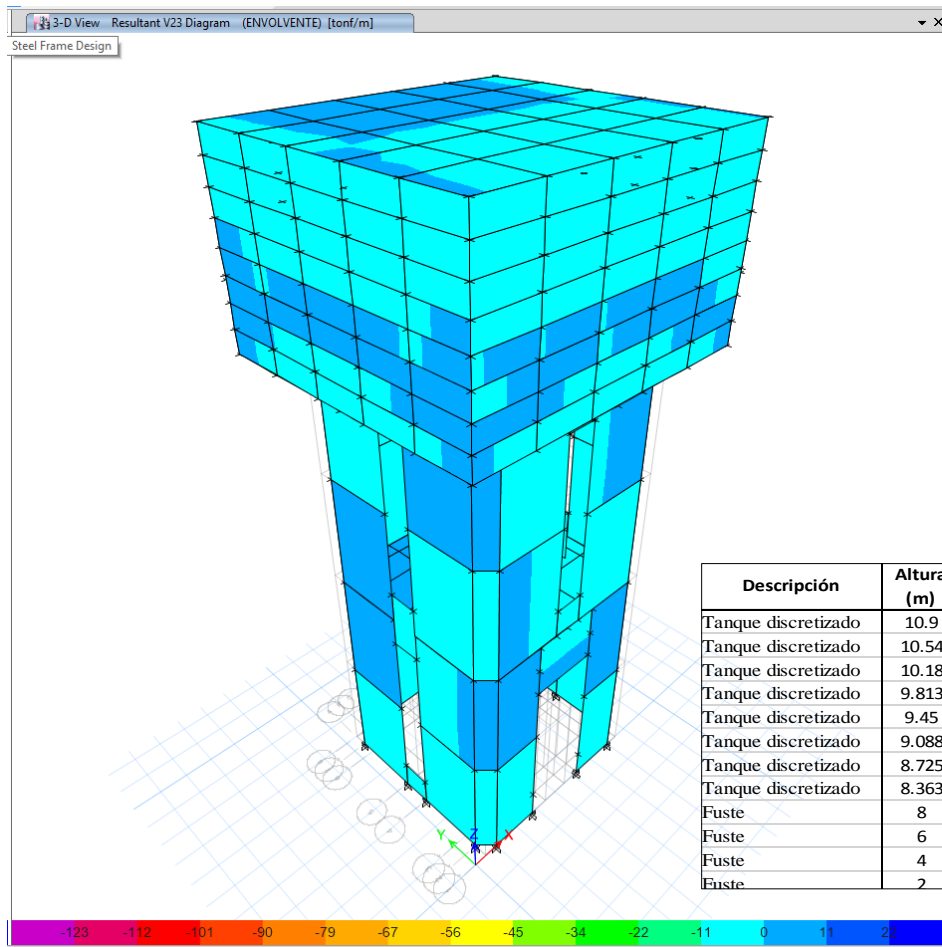 3-D View Resultant V23 Diagram (ENVOLVENTE) [tonf/m]
Steel Frame Design
Descripción Altura (m)
Tanque discretizado 10.9
Tanque discretizado 10.54
Tanque discretizado 10.18
Tanque discretizado 9.813
Tanque discretizado 9.45
Tanque discretizado 9.088
Tanque discretizado 8.725
Tanque discretizado 8.363
Fuste 8
Fuste 6
Fuste 4
Fuste 2
Y Z X
-123 -112 -101 -90 -79 -67 -56 -45 -34 -22 -11 0 11 22